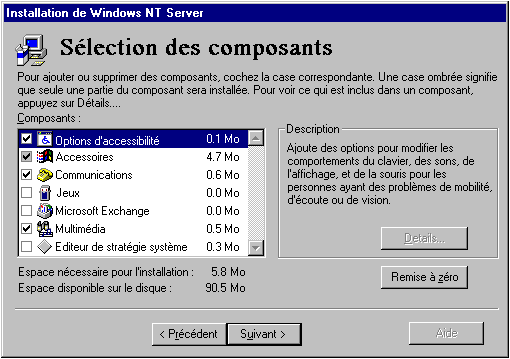 Installation de Windows NT Server
Sélection des composants
Pour ajouter ou supprimer des composants, cochez la case correspondante. Une case ombrée signifie
que seule une partie du composant sera installée. Pour voir ce qui est inclus dans un composant,
appuyez sur Détails....
Composants :
Options d'accessibilité 0.1 Mo
Accessoires 4.7 Mo
Communications 0.6 Mo
Jeux 0.0 Mo
Microsoft Exchange 0.0 Mo
Multimédia 0.5 Mo
Editeur de stratégie système 0.3 Mo
Description
Ajoute des options pour modifier les
comportements du clavier, des sons, de
l'affichage, et de la souris pour les
personnes ayant des problèmes de mobilité,
d'écoute ou de vision.
Details...
Espace nécessaire pour l'installation : 5.8 Mo
Espace disponible sur le disque : 90.5 Mo
Remise à zéro
< Précédent
Suivant >
Aide